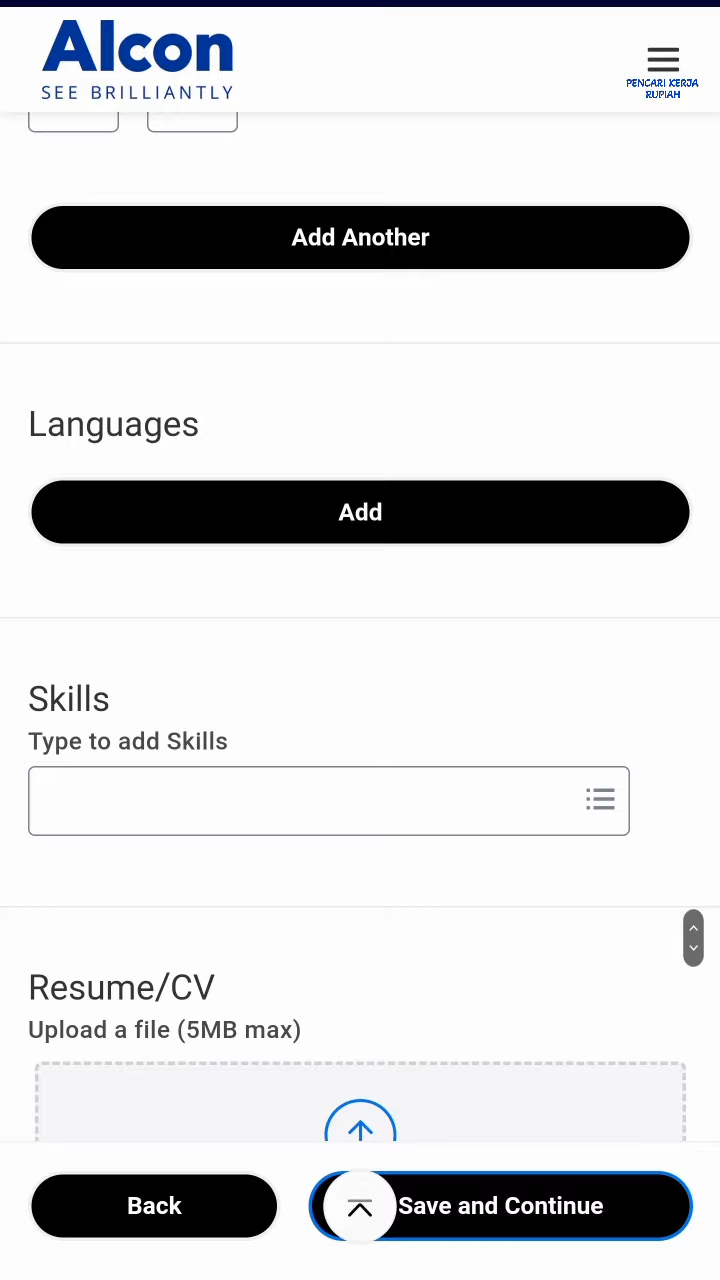 Alcon
SEE BRILLIANTLY
PENCARI KERJA
RUPIAH
Add Another
Languages
Add
Skills
Type to add Skills
Resume/CV
Upload a file (5MB max)
Back
Save and Continue